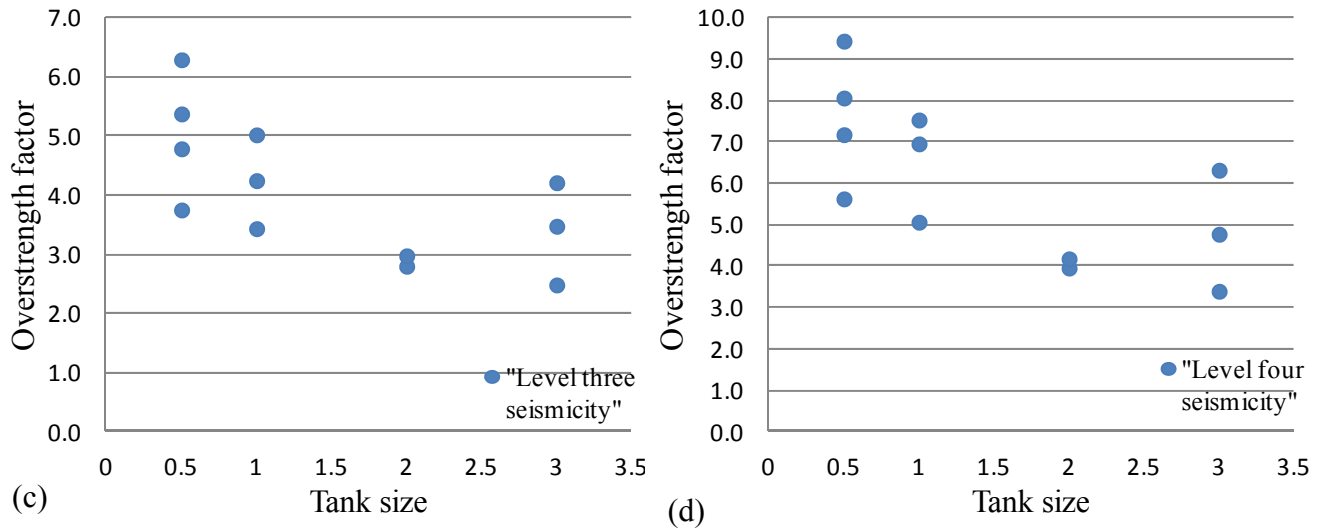 7.0
6.0
5.0
4.0
3.0
2.0
1.0
0.0
Overstrength factor
"Level three
seismicity"
0 0.5 1 1.5 2 2.5 3 3.5
Tank size
(c)
10.0
9.0
8.0
7.0
6.0
5.0
4.0
3.0
2.0
1.0
0.0
Overstrength factor
"Level four
seismicity"
0 0.5 1 1.5 2 2.5 3 3.5
Tank size
(d)